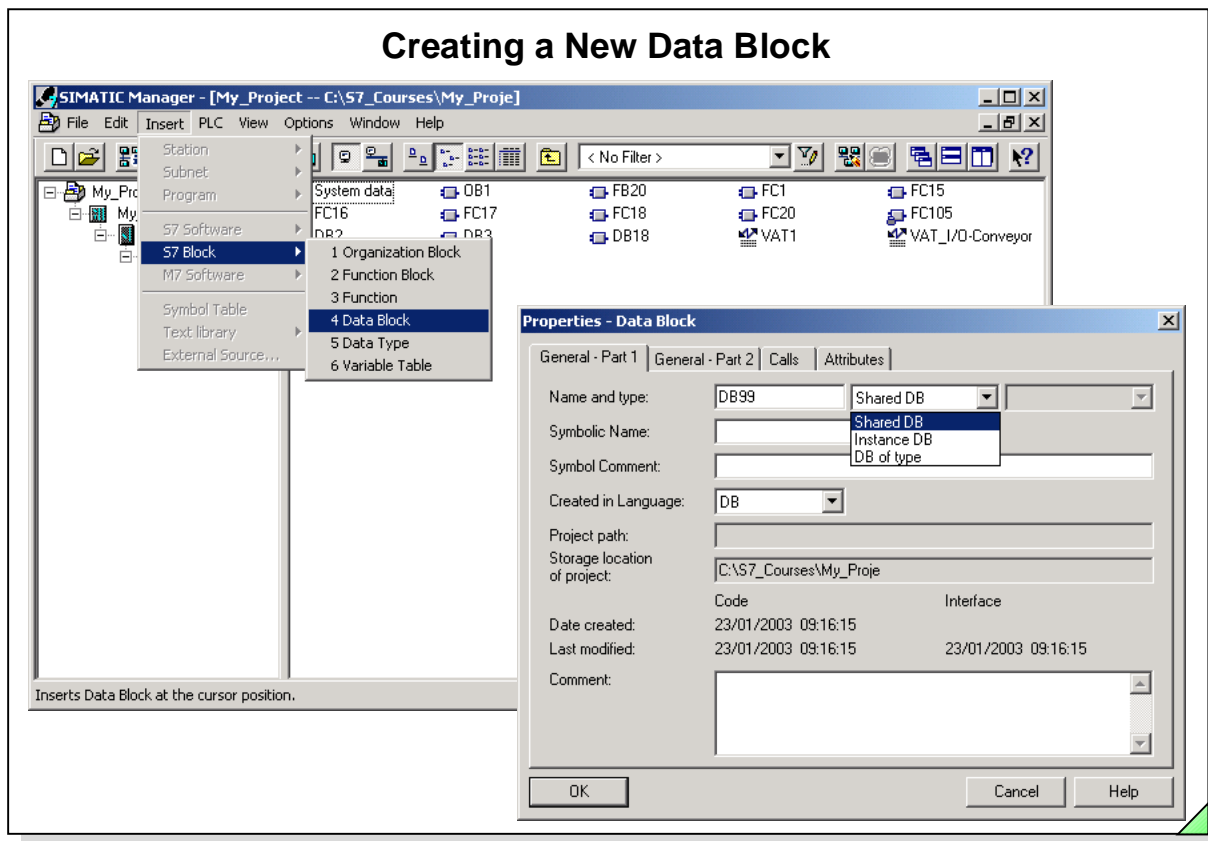 Creating a New Data Block
SIMATIC Manager - [My_Project -- C:\S7_Courses\My_Proje]
File Edit Insert PLC View Options Window Help
< No Filter >
Station
Subnet
Program
S7 Software
S7 Block
M7 Software
Symbol Table
Text library
External Source...
1 Organization Block
2 Function Block
3 Function
4 Data Block
5 Data Type
6 Variable Table
My_Pro
My_
System data OB1 FB20 FC1 FC15
FC16 FC17 FC18 FC20 FC105
DB2 DB3 DB18 VAT1 VAT_I/O-Conveyor
Inserts Data Block at the cursor position.
Properties - Data Block
General - Part 1 General - Part 2 Calls Attributes
Name and type: DB99 Shared DB
Shared DB
Instance DB
DB of type
Symbolic Name:
Symbol Comment:
Created in Language: DB
Project path:
Storage location
of project: C:\S7_Courses\My_Proje
Code Interface
Date created: 23/01/2003 09:16:15
Last modified: 23/01/2003 09:16:15 23/01/2003 09:16:15
Comment:
OK Cancel Help